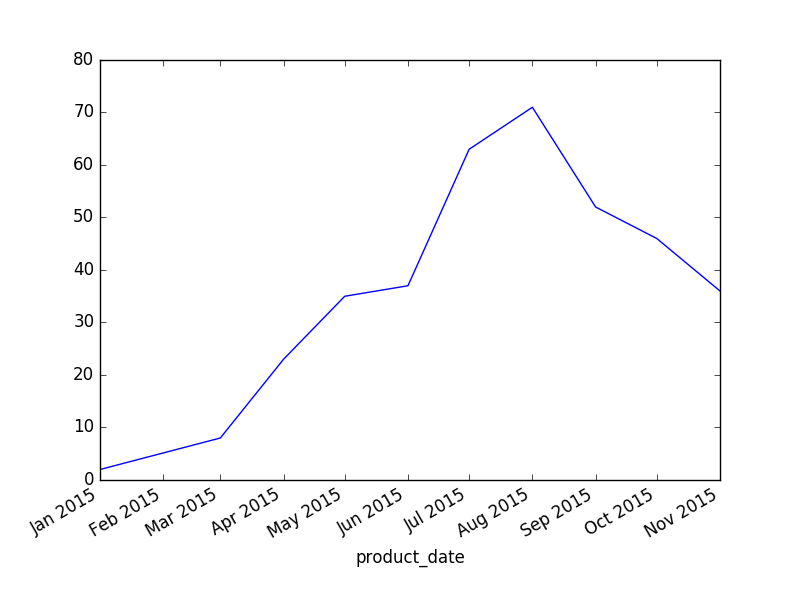 80
70
60
50
40
30
20
10
0
Jan 2015
Feb 2015
Mar 2015
Apr 2015
May 2015
Jun 2015
Jul 2015
Aug 2015
Sep 2015
Oct 2015
Nov 2015
product_date